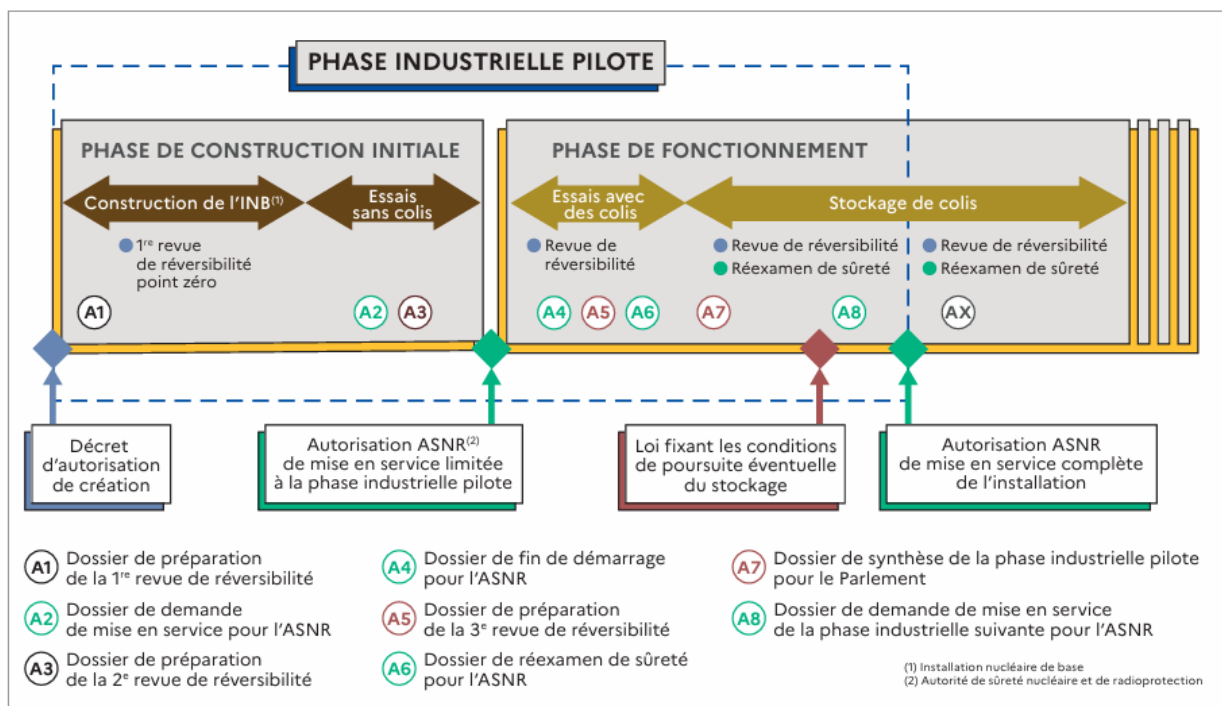 PHASE INDUSTRIELLE PILOTE
PHASE DE CONSTRUCTION INITIALE
Construction de l'INB(1)
Essais
sans colis
1re revue
de réversibilité
point zéro
A1
A2
A3
PHASE DE FONCTIONNEMENT
Essais avec
des colis
Stockage de colis
Revue de
réversibilité
Revue de réversibilité
Réexamen de sûreté
Revue de réversibilité
Réexamen de sûreté
A4
A5
A6
A7
A8
AX
Décret
d'autorisation
de création
Autorisation ASNR(2)
de mise en service limitée
à la phase industrielle pilote
Loi fixant les conditions
de poursuite éventuelle
du stockage
Autorisation ASNR
de mise en service complète
de l'installation
A1 Dossier de préparation
de la 1re revue de réversibilité
A2 Dossier de demande
de mise en service pour l'ASNR
A3 Dossier de préparation
de la 2e revue de réversibilité
A4 Dossier de fin de démarrage
pour l'ASNR
A5 Dossier de préparation
de la 3e revue de réversibilité
A6 Dossier de réexamen de sûreté
pour l'ASNR
A7 Dossier de synthèse de la phase industrielle pilote
pour le Parlement
A8 Dossier de demande de mise en service
de la phase industrielle suivante pour l'ASNR
(1) Installation nucléaire de base
(2) Autorité de sûreté nucléaire et de radioprotection